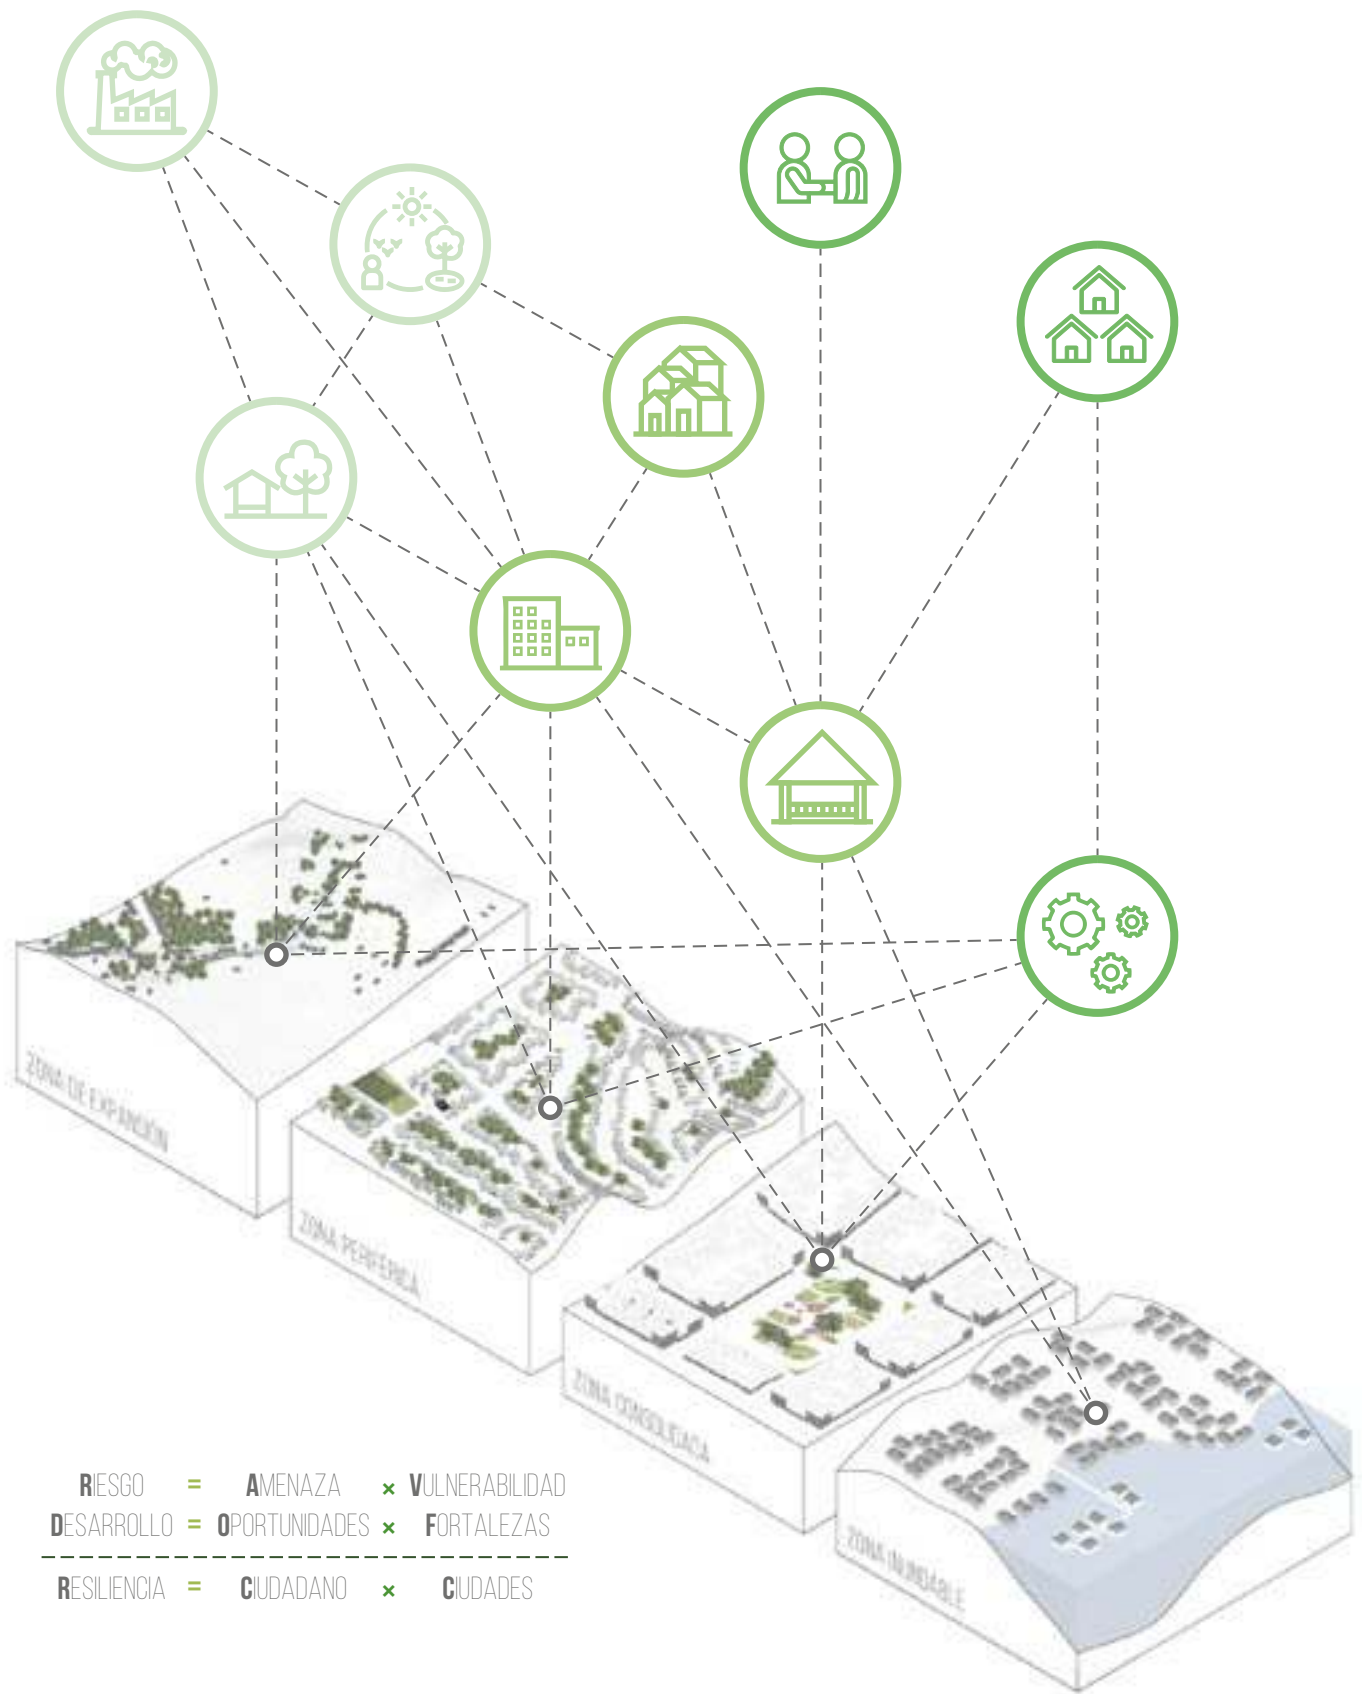 ZONA DE EXPANSIÓN
ZONA PERIFÉRICA
ZONA CONSOLIDADA
ZONA INUNDABLE
RIESGO = AMENAZA × VULNERABILIDAD
DESARROLLO = OPORTUNIDADES × FORTALEZAS
RESILIENCIA = CIUDADANO × CIUDADES